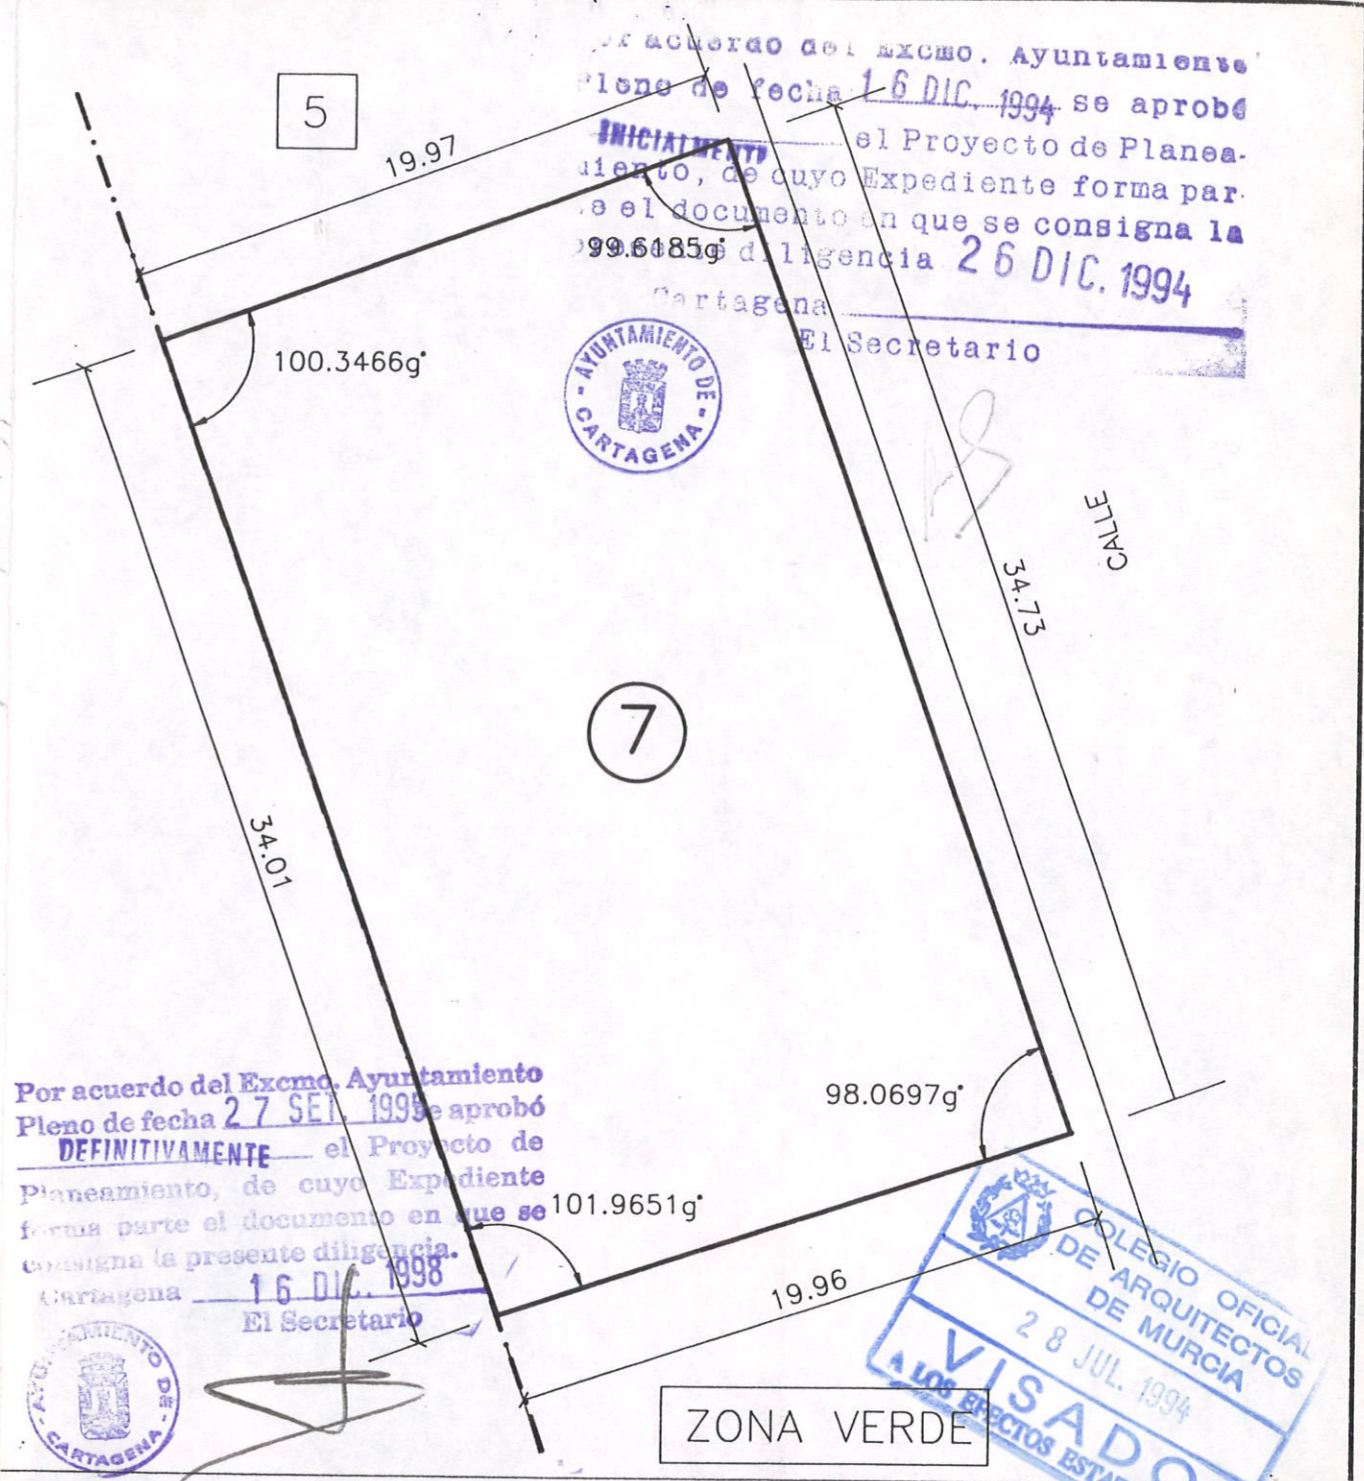 5
19.97
acuerdo del Excmo. Ayuntamiento
Pleno de fecha 16 DIC. 1994 se aprobó
INICIALMENTE el Proyecto de Planea-
miento, de cuyo Expediente forma par-
te el documento en que se consigna la
diligencia 26 DIC. 1994
Cartagena
El Secretario
99.6185g
100.3466g
- AYUNTAMIENTO DE -
CARTAGENA
CALLE
34.73
7
34.01
98.0697g
101.9651g
19.96
Por acuerdo del Excmo. Ayuntamiento
Pleno de fecha 27 SET. 1995 se aprobó
DEFINITIVAMENTE el Proyecto de
Planeamiento, de cuyo Expediente
forma parte el documento en que se
consigna la presente diligencia.
Cartagena 16 DIC. 1998
El Secretario
- AYUNTAMIENTO DE -
CARTAGENA
ZONA VERDE
COLEGIO OFICIAL
DE ARQUITECTOS
DE MURCIA
28 JUL. 1994
VISADO
A LOS EFECTOS